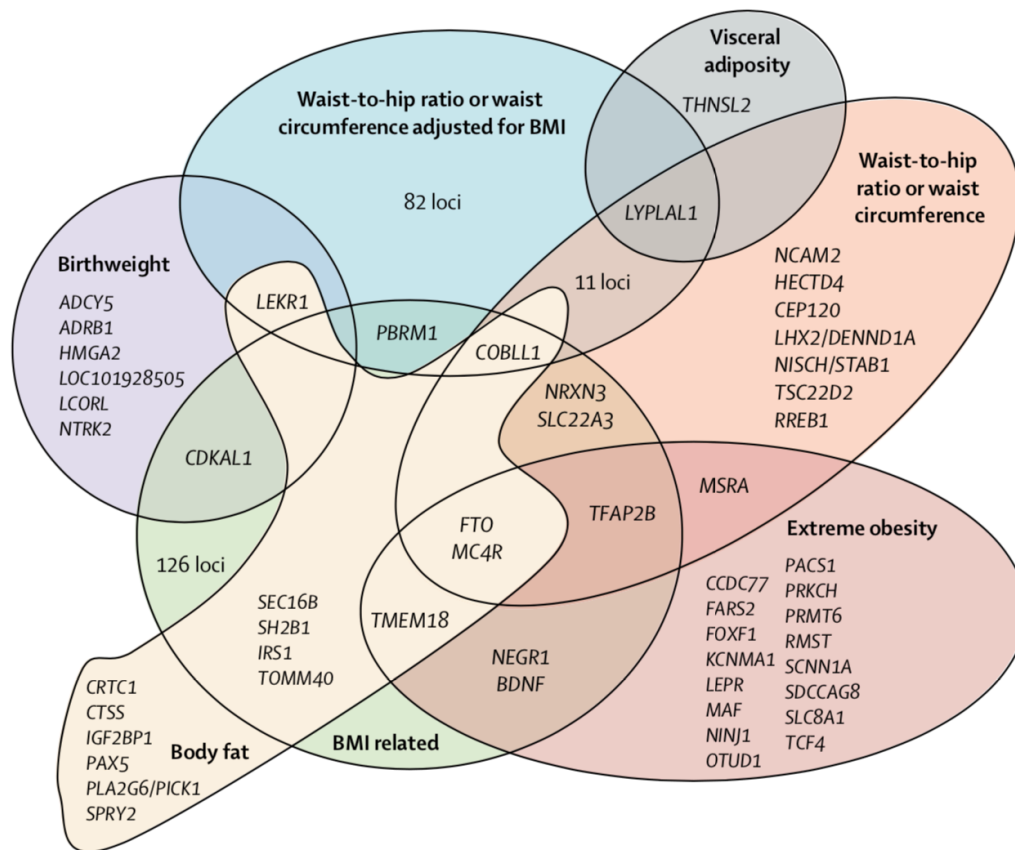 Visceral
adiposity
THNSL2
Waist-to-hip ratio or waist
circumference adjusted for BMI
82 loci
LYPLAL1
Waist-to-hip
ratio or waist
circumference
NCAM2
HECTD4
CEP120
LHX2/DENND1A
NISCH/STAB1
TSC22D2
RREB1
11 loci
Birthweight
ADCY5
ADRB1
HMGA2
LOC101928505
LCORL
NTRK2
LEKR1
PBRM1
COBLL1
NRXN3
SLC22A3
CDKAL1
MSRA
TFAP2B
FTO
MC4R
126 loci
Extreme obesity
CCDC77
FARS2
FOXF1
KCNMA1
LEPR
MAF
NINJ1
OTUD1
PACS1
PRKCH
PRMT6
RMST
SCNN1A
SDCCAG8
SLC8A1
TCF4
SEC16B
SH2B1
IRS1
TOMM40
TMEM18
NEGR1
BDNF
CRTC1
CTSS
IGF2BP1
PAX5
PLA2G6/PICK1
SPRY2
Body fat
BMI related